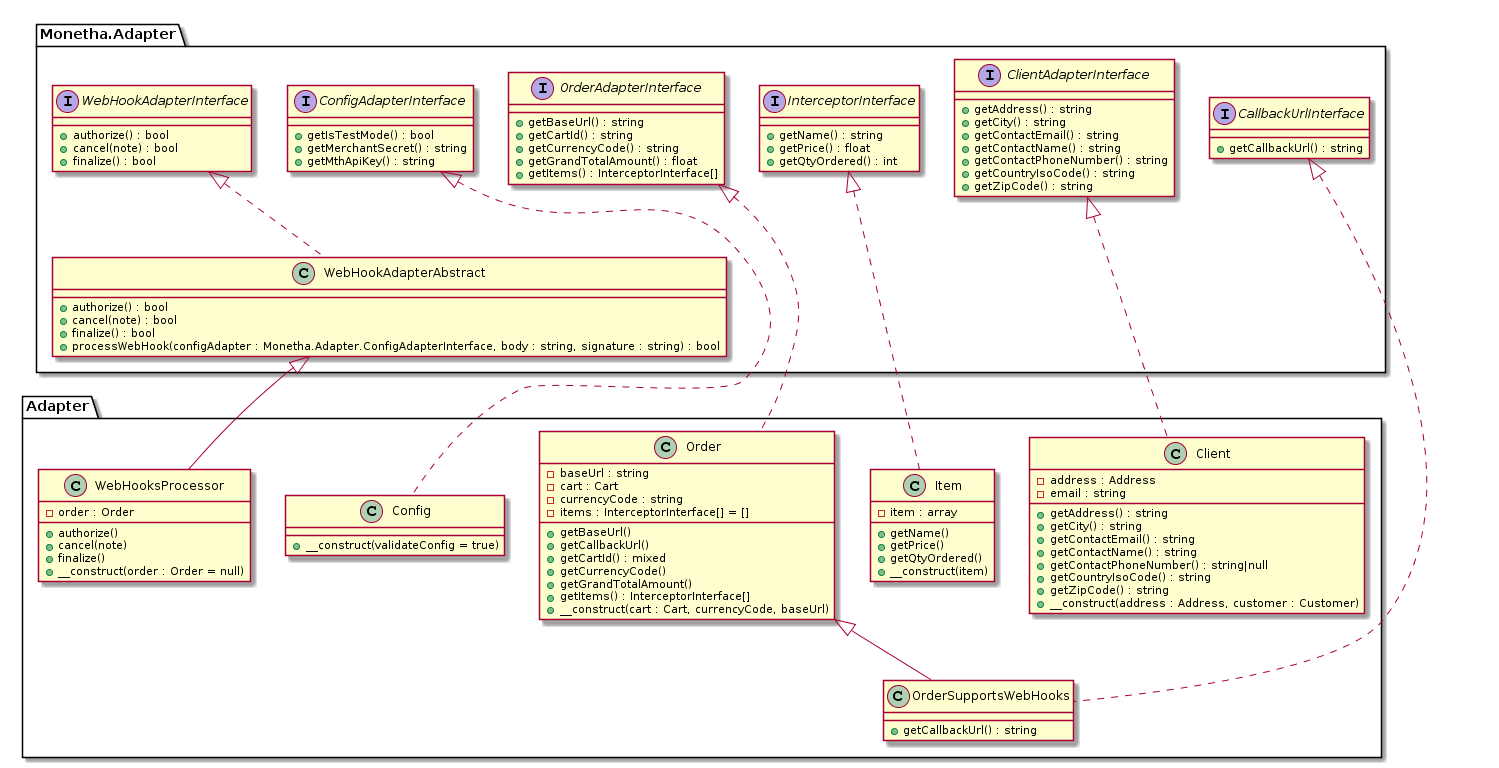 Monetha.Adapter
I WebHookAdapterInterface
authorize() : bool
cancel(note) : bool
finalize() : bool
I ConfigAdapterInterface
getIsTestMode() : bool
getMerchantSecret() : string
getMthApiKey() : string
I OrderAdapterInterface
getBaseUrl() : string
getCartId() : string
getCurrencyCode() : string
getGrandTotalAmount() : float
getItems() : InterceptorInterface[]
I InterceptorInterface
getName() : string
getPrice() : float
getQtyOrdered() : int
I ClientAdapterInterface
getAddress() : string
getCity() : string
getContactEmail() : string
getContactName() : string
getContactPhoneNumber() : string
getCountryIsoCode() : string
getZipCode() : string
I CallbackUrlInterface
getCallbackUrl() : string
C WebHookAdapterAbstract
authorize() : bool
cancel(note) : bool
finalize() : bool
processWebHook(configAdapter : Monetha.Adapter.ConfigAdapterInterface, body : string, signature : string) : bool
Adapter
C WebHooksProcessor
order : Order
authorize()
cancel(note)
finalize()
__construct(order : Order = null)
C Config
__construct(validateConfig = true)
C Order
baseUrl : string
cart : Cart
currencyCode : string
items : InterceptorInterface[] = []
getBaseUrl()
getCallbackUrl()
getCartId() : mixed
getCurrencyCode()
getGrandTotalAmount()
getItems() : InterceptorInterface[]
__construct(cart : Cart, currencyCode, baseUrl)
C Item
item : array
getName()
getPrice()
getQtyOrdered()
__construct(item)
C Client
address : Address
email : string
getAddress() : string
getCity() : string
getContactEmail() : string
getContactName() : string
getContactPhoneNumber() : string|null
getCountryIsoCode() : string
getZipCode() : string
__construct(address : Address, customer : Customer)
C OrderSupportsWebHooks
getCallbackUrl() : string